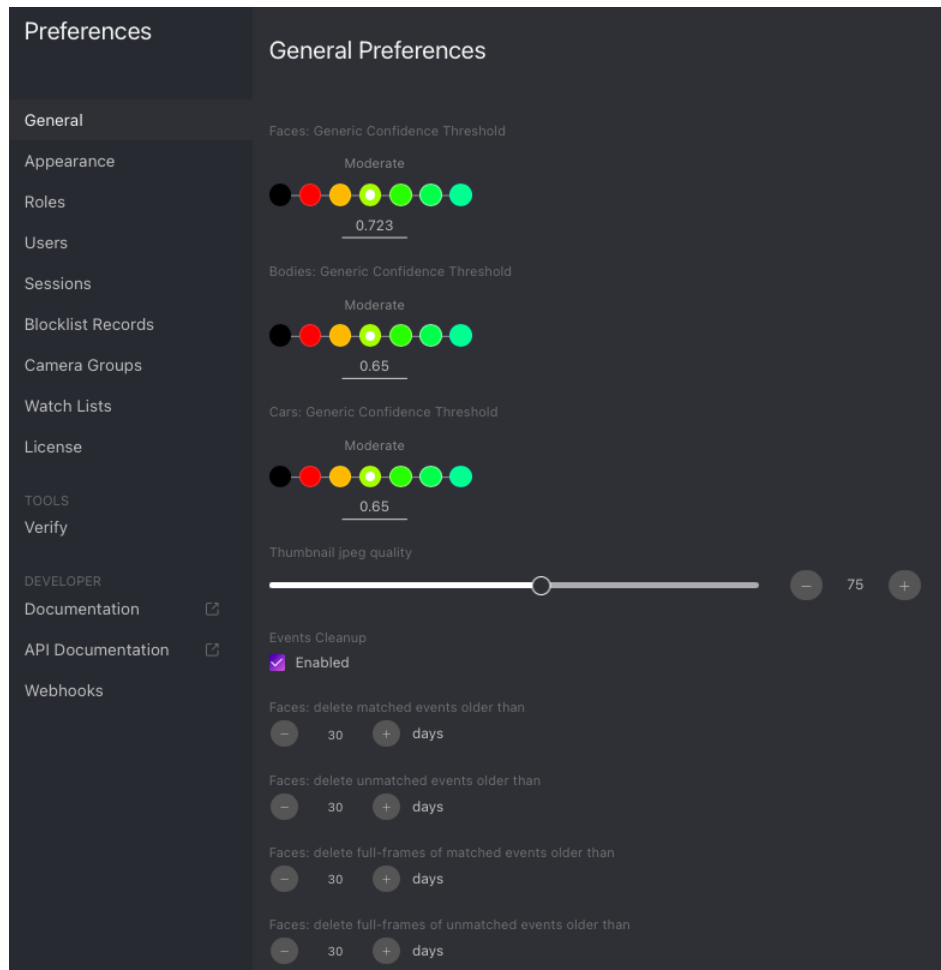 Preferences
General
Appearance
Roles
Users
Sessions
Blocklist Records
Camera Groups
Watch Lists
License
TOOLS
Verify
DEVELOPER
Documentation
API Documentation
Webhooks
General Preferences
Faces: Generic Confidence Threshold
Moderate
0.723
Bodies: Generic Confidence Threshold
Moderate
0.65
Cars: Generic Confidence Threshold
Moderate
0.65
Thumbnail jpeg quality
− 75 +
Events Cleanup
Enabled
Faces: delete matched events older than
− 30 + days
Faces: delete unmatched events older than
− 30 + days
Faces: delete full-frames of matched events older than
− 30 + days
Faces: delete full-frames of unmatched events older than
− 30 + days